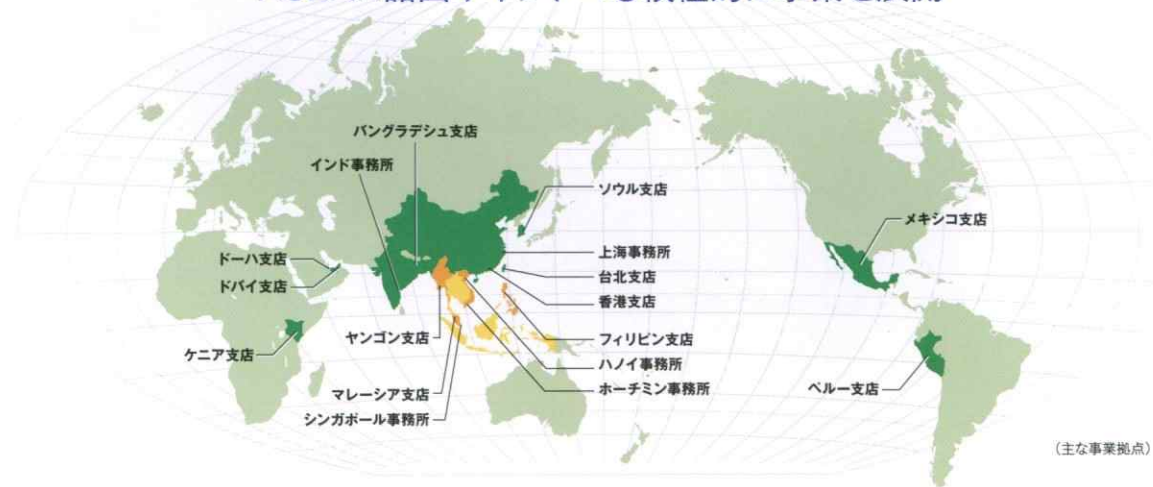 バングラデシュ支店
インド事務所
ソウル支店
メキシコ支店
ドーハ支店
ドバイ支店
上海事務所
台北支店
香港支店
ヤンゴン支店
フィリピン支店
ケニア支店
ハノイ事務所
マレーシア支店
ホーチミン事務所
ペルー支店
シンガポール事務所
(主な事業拠点)